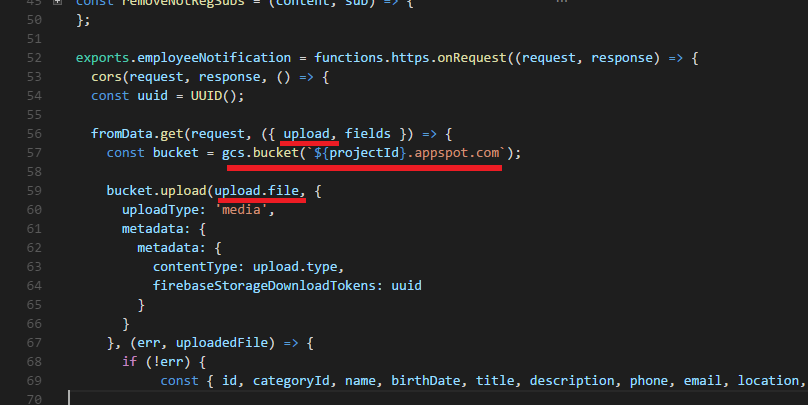 49 const removeNotRegSubs = (content, sub) => { ...
50 };
51
52 exports.employeeNotification = functions.https.onRequest((request, response) => {
53 cors(request, response, () => {
54 const uuid = UUID();
55
56 fromData.get(request, ({ upload, fields }) => {
57 const bucket = gcs.bucket(`${projectId}.appspot.com`);
58
59 bucket.upload(upload.file, {
60 uploadType: 'media',
61 metadata: {
62 metadata: {
63 contentType: upload.type,
64 firebaseStorageDownloadTokens: uuid
65 }
66 }
67 }, (err, uploadedFile) => {
68 if (!err) {
69 const { id, categoryId, name, birthDate, title, description, phone, email, location,
70